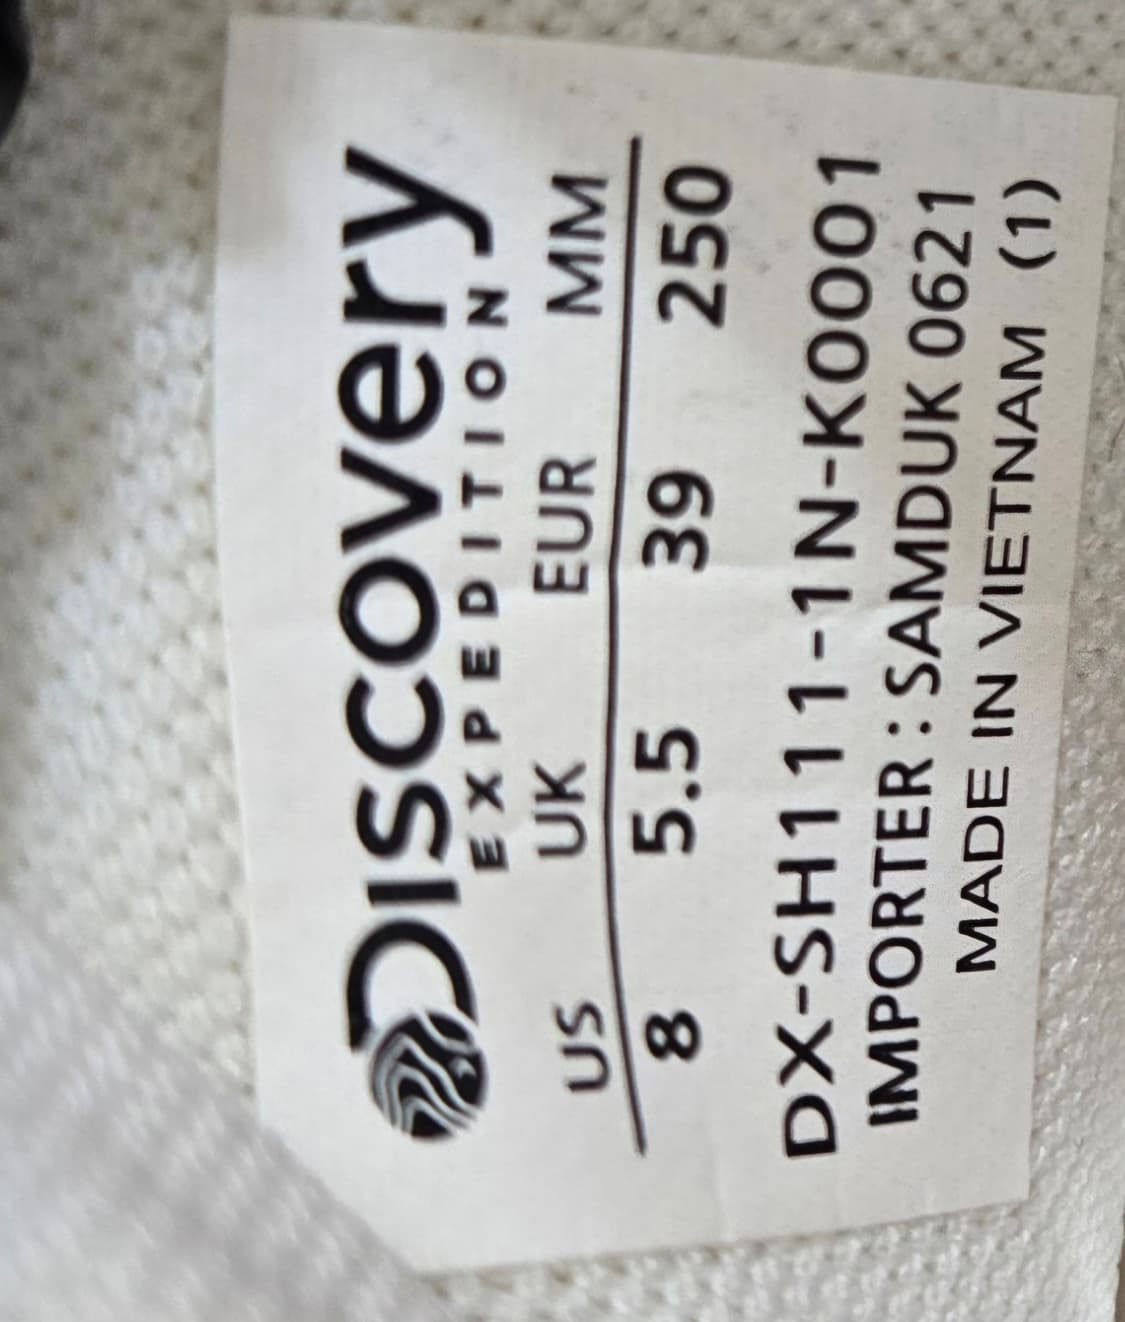 DISCOVERY
EXPEDITION
US UK EUR MM
8 5.5 39 250
DX-SH111-1N-K0001
IMPORTER : SAMDUK 0621
MADE IN VIETNAM (1)